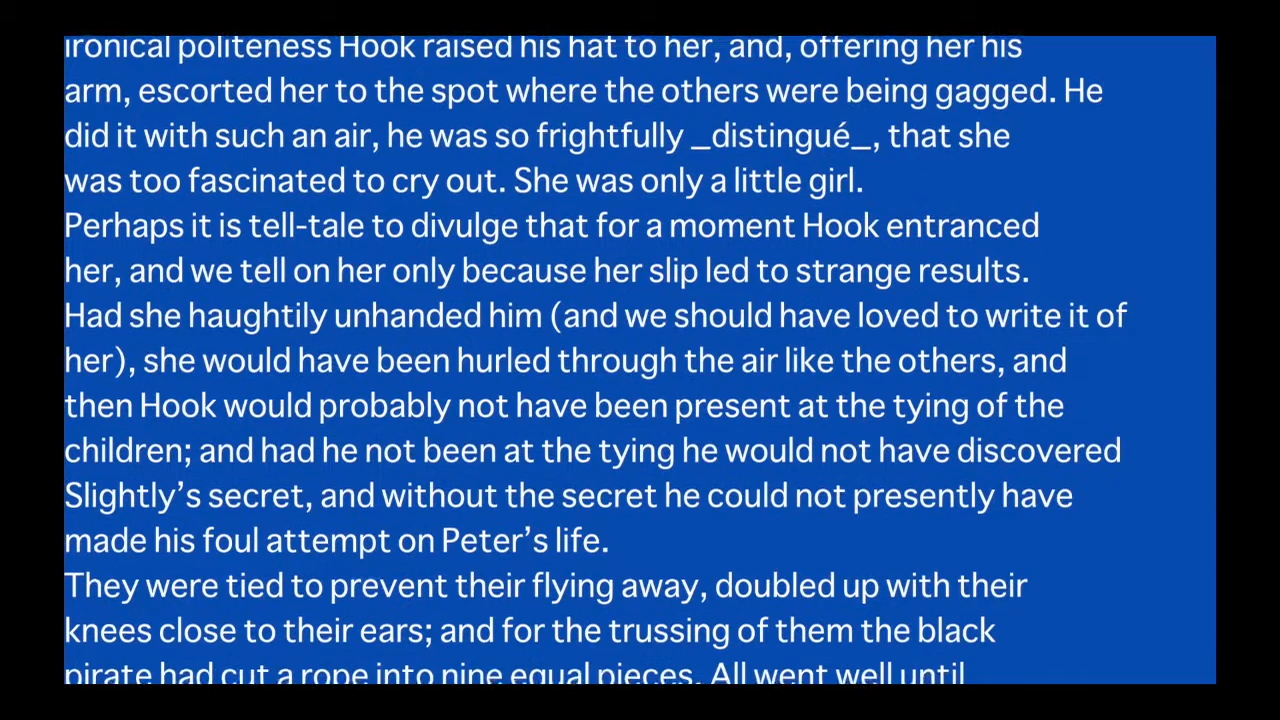 ironical politeness Hook raised his hat to her, and, offering her his
arm, escorted her to the spot where the others were being gagged. He
did it with such an air, he was so frightfully _distingué_, that she
was too fascinated to cry out. She was only a little girl.
Perhaps it is tell-tale to divulge that for a moment Hook entranced
her, and we tell on her only because her slip led to strange results.
Had she haughtily unhanded him (and we should have loved to write it of
her), she would have been hurled through the air like the others, and
then Hook would probably not have been present at the tying of the
children; and had he not been at the tying he would not have discovered
Slightly’s secret, and without the secret he could not presently have
made his foul attempt on Peter’s life.
They were tied to prevent their flying away, doubled up with their
knees close to their ears; and for the trussing of them the black
pirate had cut a rope into nine equal pieces. All went well until